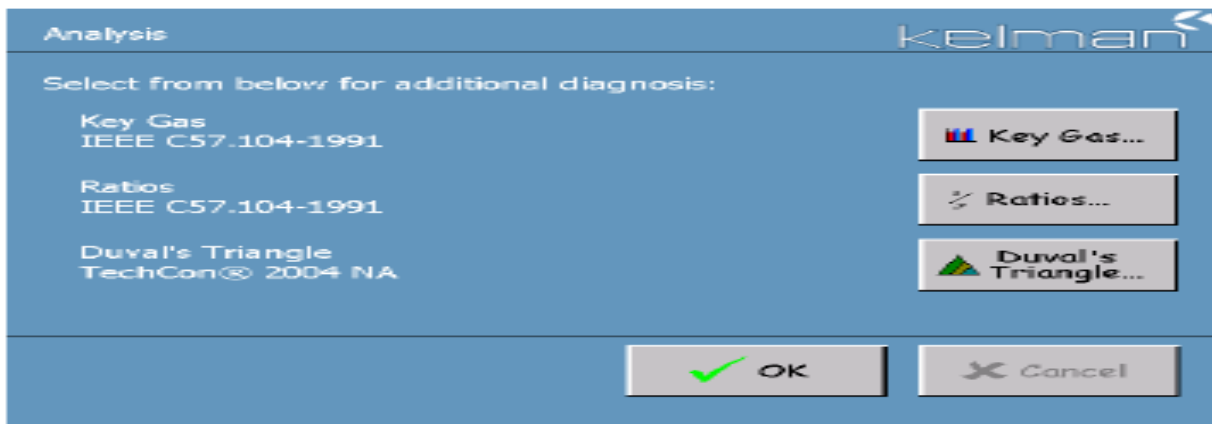 Analysis
kelman
Select from below for additional diagnosis:
Key Gas
IEEE C57.104-1991
Key Gas...
Ratios
IEEE C57.104-1991
Ratios...
Duval's Triangle
TechCon® 2004 NA
Duval's
Triangle...
OK
Cancel